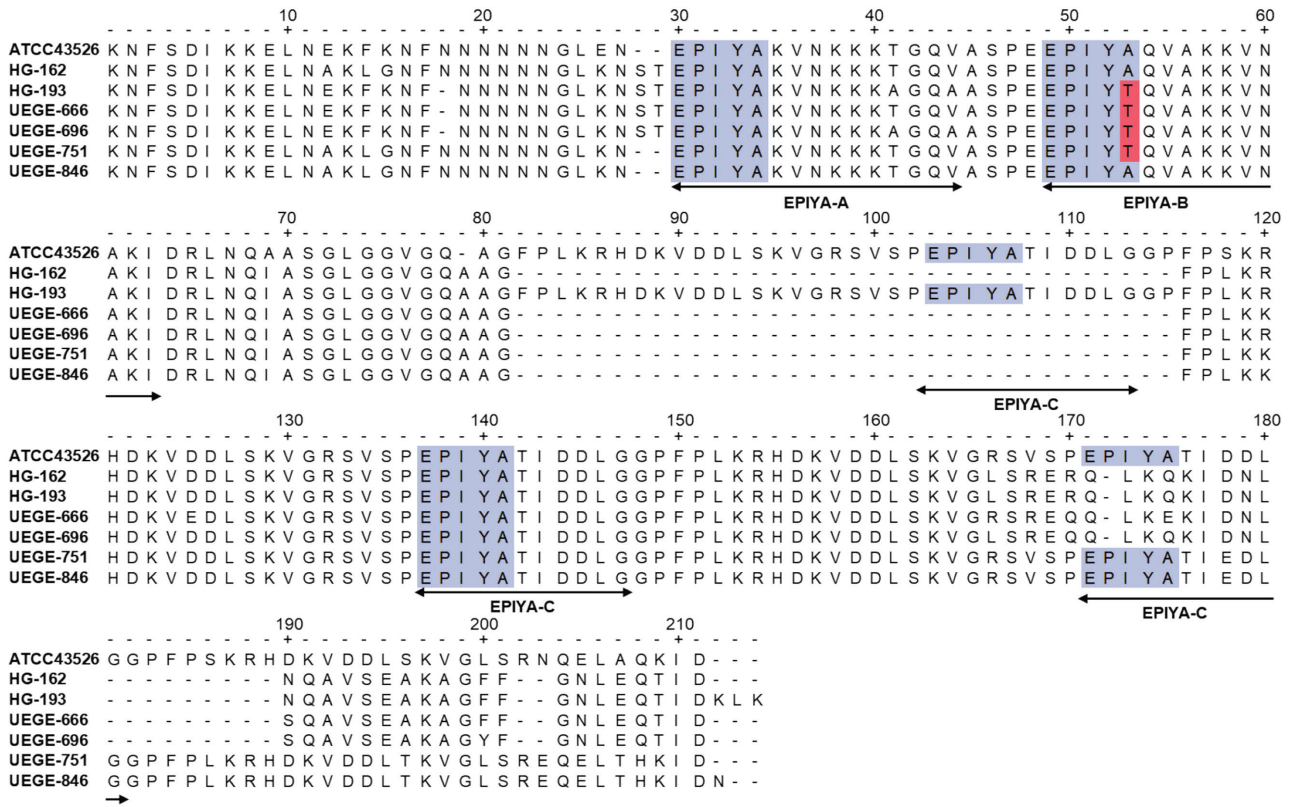 10 20 30 40 50 60
- - - - - - - - - + - - - - - - - - - + - - - - - - - - - + - - - - - - - - - + - - - - - - - - - + - - - - - - - - - +
ATCC43526 K N F S D I K K E L N E K F K N F N N N N N N G L E N - - E P I Y A K V N K K K T G Q V A S P E E P I Y A Q V A K K V N
HG-162 K N F S D I K K E L N A K L G N F N N N N N N G L K N S T E P I Y A K V N K K K T G Q V A S P E E P I Y A Q V A K K V N
HG-193 K N F S D I K K E L N E K F K N F - N N N N N G L K N S T E P I Y A K V N K K K A G Q A A S P E E P I Y T Q V A K K V N
UEGE-666 K N F S D I K K E L N E K F K N F - N N N N N G L K N S T E P I Y A K V N K K K T G Q V A S P E E P I Y T Q V A K K V N
UEGE-696 K N F S D I K K E L N E K F K N F - N N N N N G L K N S T E P I Y A K V N K K K A G Q A A S P E E P I Y T Q V A K K V N
UEGE-751 K N F S D I K K E L N A K L G N F N N N N N N G L K N - - E P I Y A K V N K K K T G Q V A S P E E P I Y T Q V A K K V N
UEGE-846 K N F S D I K K E L N A K L G N F N N N N N N G L K N - - E P I Y A K V N K K K T G Q V A S P E E P I Y A Q V A K K V N
EPIYA-A EPIYA-B
70 80 90 100 110 120
- - - - - - - - - + - - - - - - - - - + - - - - - - - - - + - - - - - - - - - + - - - - - - - - - + - - - - - - - - - +
ATCC43526 A K I D R L N Q A A S G L G G V G Q - A G F P L K R H D K V D D L S K V G R S V S P E P I Y A T I D D L G G P F P S K R
HG-162 A K I D R L N Q I A S G L G G V G Q A A G - - - - - - - - - - - - - - - - - - - - - - - - - - - - - - - - - - F P L K R
HG-193 A K I D R L N Q I A S G L G G V G Q A A G F P L K R H D K V D D L S K V G R S V S P E P I Y A T I D D L G G P F P L K R
UEGE-666 A K I D R L N Q I A S G L G G V G Q A A G - - - - - - - - - - - - - - - - - - - - - - - - - - - - - - - - - - F P L K K
UEGE-696 A K I D R L N Q I A S G L G G V G Q A A G - - - - - - - - - - - - - - - - - - - - - - - - - - - - - - - - - - F P L K R
UEGE-751 A K I D R L N Q I A S G L G G V G Q A A G - - - - - - - - - - - - - - - - - - - - - - - - - - - - - - - - - - F P L K K
UEGE-846 A K I D R L N Q I A S G L G G V G Q A A G - - - - - - - - - - - - - - - - - - - - - - - - - - - - - - - - - - F P L K K
EPIYA-C
130 140 150 160 170 180
- - - - - - - - - + - - - - - - - - - + - - - - - - - - - + - - - - - - - - - + - - - - - - - - - + - - - - - - - - - +
ATCC43526 H D K V D D L S K V G R S V S P E P I Y A T I D D L G G P F P L K R H D K V D D L S K V G R S V S P E P I Y A T I D D L
HG-162 H D K V D D L S K V G R S V S P E P I Y A T I D D L G G P F P L K R H D K V D D L S K V G L S R E R Q - L K Q K I D N L
HG-193 H D K V D D L S K V G R S V S P E P I Y A T I D D L G G P F P L K R H D K V D D L S K V G L S R E R Q - L K Q K I D N L
UEGE-666 H D K V E D L S K V G R S V S P E P I Y A T I D D L G G P F P L K R H D K V D D L S K V G R S R E Q Q - L K E K I D N L
UEGE-696 H D K V D D L S K V G R S V S P E P I Y A T I D D L G G P F P L K R H D K V D D L S K V G L S R E Q Q - L K Q K I D N L
UEGE-751 H D K V D D L S K V G R S V S P E P I Y A T I D D L G G P F P L K R H D K V D D L S K V G R S V S P E P I Y A T I E D L
UEGE-846 H D K V D D L S K V G R S V S P E P I Y A T I D D L G G P F P L K R H D K V D D L S K V G R S V S P E P I Y A T I E D L
EPIYA-C EPIYA-C
190 200 210
- - - - - - - - - + - - - - - - - - - + - - - - - - - - - + - - - -
ATCC43526 G G P F P S K R H D K V D D L S K V G L S R N Q E L A Q K I D - - -
HG-162 - - - - - - - - - N Q A V S E A K A G F F - - G N L E Q T I D - - -
HG-193 - - - - - - - - - N Q A V S E A K A G F F - - G N L E Q T I D K L K
UEGE-666 - - - - - - - - - S Q A V S E A K A G F F - - G N L E Q T I D - - -
UEGE-696 - - - - - - - - - S Q A V S E A K A G Y F - - G N L E Q T I D - - -
UEGE-751 G G P F P L K R H D K V D D L T K V G L S R E Q E L T H K I D - - -
UEGE-846 G G P F P L K R H D K V D D L T K V G L S R E Q E L T H K I D N - -